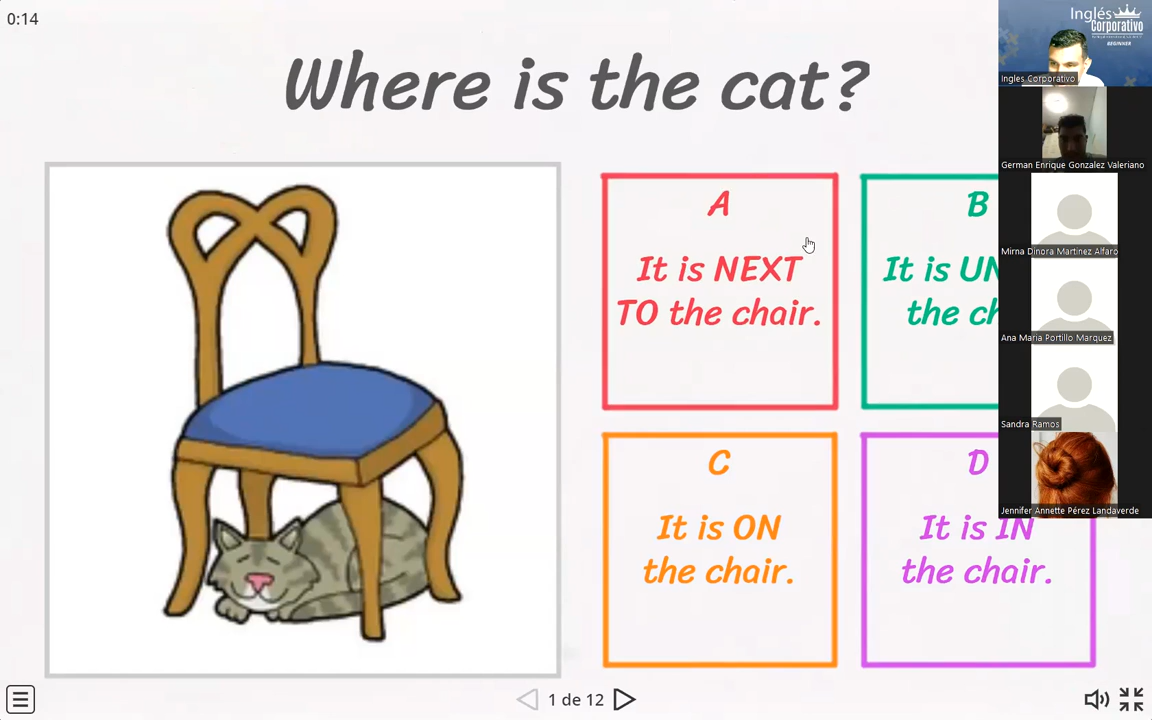 0:14
Where is the cat?
A
It is NEXT
TO the chair.
B
It is UN
the ch
C
It is ON
the chair.
D
It is IN
the chair.
1 de 12
Inglés
Corporativo
BEGINNER
Ingles Corporativo
German Enrique Gonzalez Valeriano
Mirna Dinora Martinez Alfaro
Ana Maria Portillo Marquez
Sandra Ramos
Jennifer Annette Pérez Landaverde